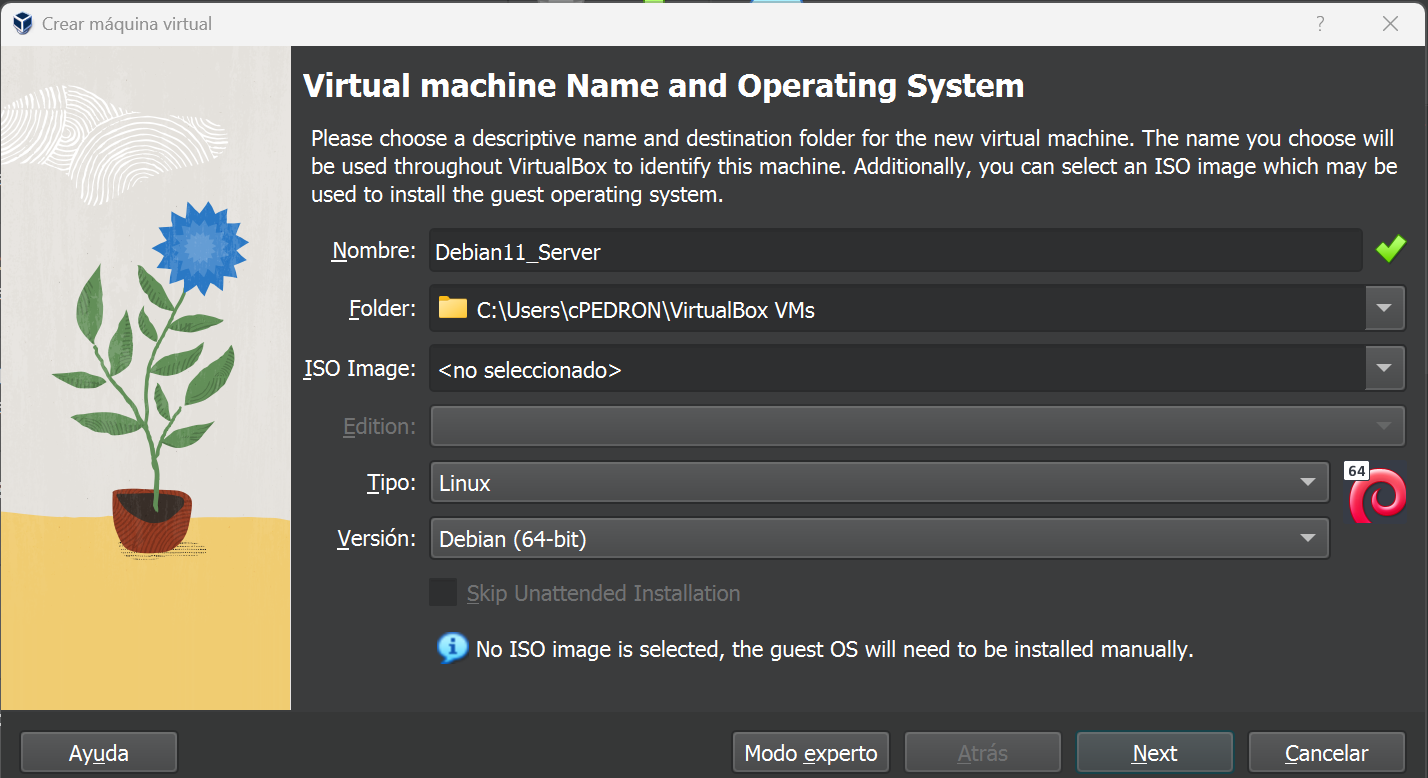 Crear máquina virtual
?
Virtual machine Name and Operating System
Please choose a descriptive name and destination folder for the new virtual machine. The name you choose will
be used throughout VirtualBox to identify this machine. Additionally, you can select an ISO image which may be
used to install the guest operating system.
Nombre: Debian11_Server
Folder: C:\Users\cPEDRON\VirtualBox VMs
ISO Image: <no seleccionado>
Edition:
Tipo: Linux
64
Versión: Debian (64-bit)
Skip Unattended Installation
No ISO image is selected, the guest OS will need to be installed manually.
Ayuda Modo experto Atrás Next Cancelar